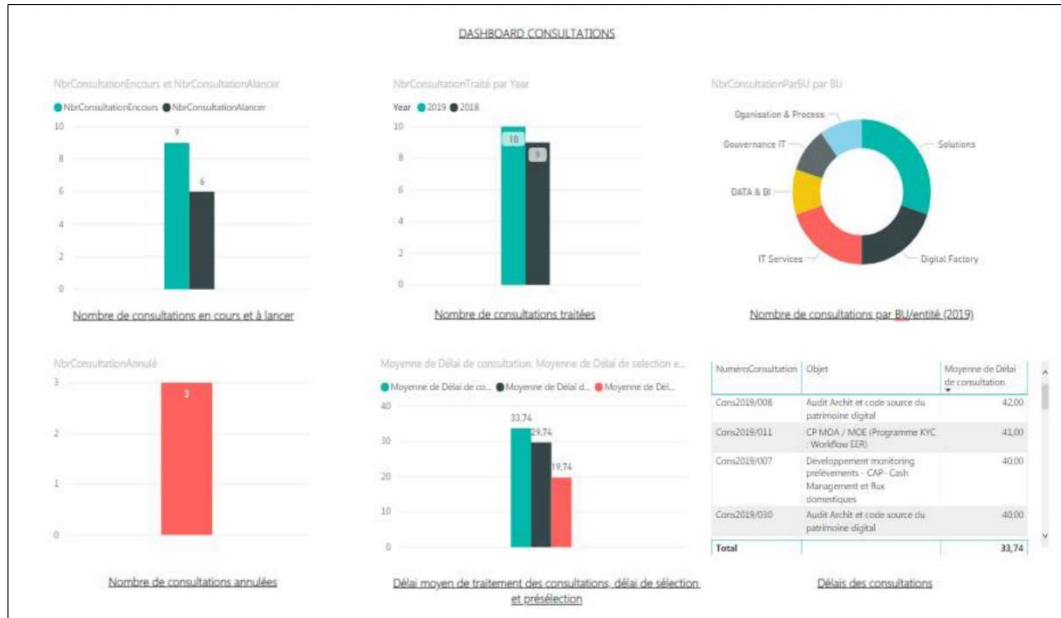 DASHBOARD CONSULTATIONS
NbrConsultationEncours et NbrConsultationAlancer
NbrConsultationEncours NbrConsultationAlancer
10
9
8
6
6
4
2
0
Nombre de consultations en cours et à lancer
NbrConsultationTraité par Year
Year 2019 2018
10
10
9
8
6
4
2
0
Nombre de consultations traitées
NbrConsultationParBU par BU
Oganisation & Process
Gouvernance IT
Solutions
DATA & BI
IT Services
Digital Factory
Nombre de consultations par BU/entité (2019)
NbrConsultationAnnulé
3
3
2
1
0
Nombre de consultations annulées
Moyenne de Délai de consultation, Moyenne de Délai de selection e...
Moyenne de Délai de co... Moyenne de Délai d... Moyenne de Dél...
40
33,74
30
29,74
20
19,74
10
0
Délai moyen de traitement des consultations, délai de sélection
et présélection
NuméroConsultation Objet Moyenne de Délai
de consultation
Cons2019/008 Audit Archit et code source du 42,00
patrimoine digital
Cons2019/011 CP MOA / MOE (Programme KYC 41,00
: Workflow EER)
Cons2019/007 Développement monitoring 40,00
prélèvements - CAP- Cash
Management et flux
domestiques
Cons2019/030 Audit Archit et code source du 40,00
patrimoine digital
Total 33,74
Délais des consultations